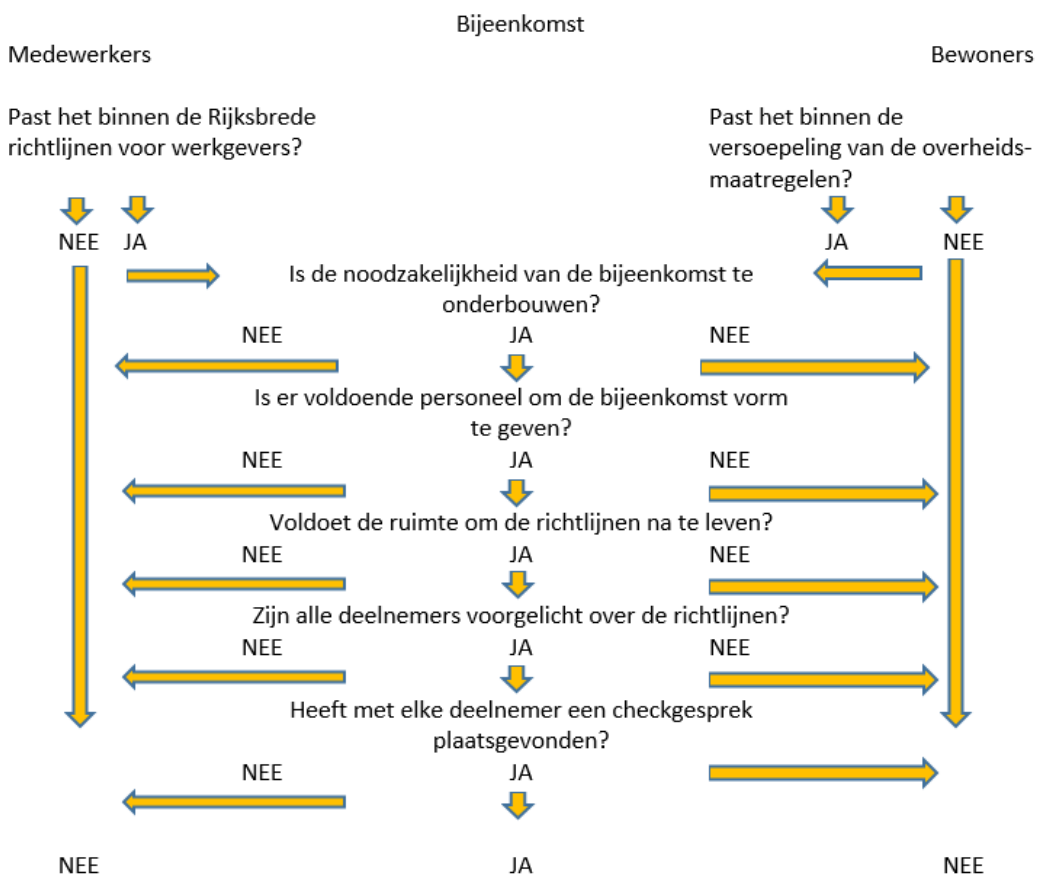 Bijeenkomst
Medewerkers
Bewoners
Past het binnen de Rijksbrede
richtlijnen voor werkgevers?
Past het binnen de
versoepeling van de overheids-
maatregelen?
NEE JA
JA NEE
Is de noodzakelijkheid van de bijeenkomst te
onderbouwen?
NEE JA NEE
Is er voldoende personeel om de bijeenkomst vorm
te geven?
NEE JA NEE
Voldoet de ruimte om de richtlijnen na te leven?
NEE JA NEE
Zijn alle deelnemers voorgelicht over de richtlijnen?
NEE JA NEE
Heeft met elke deelnemer een checkgesprek
plaatsgevonden?
NEE JA
NEE JA NEE